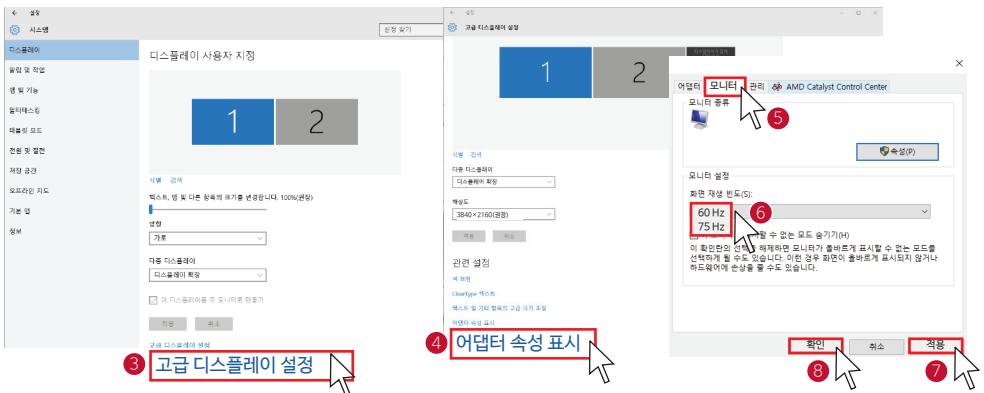 설정
시스템
설정 찾기
디스플레이
알림 및 작업
앱 및 기능
멀티태스킹
태블릿 모드
전원 및 절전
저장 공간
오프라인 지도
기본 앱
정보
디스플레이 사용자 지정
1
2
식별 검색
텍스트, 앱 및 다른 항목의 크기를 변경합니다. 100%(권장)
방향
가로
다중 디스플레이
디스플레이 확장
이 디스플레이를 주 모니터로 만들기
적용 취소
고급 디스플레이 설정
3
고급 디스플레이 설정
설정
고급 디스플레이 설정
1
2
식별 검색
다중 디스플레이
디스플레이 확장
해상도
3840×2160(권장)
적용 취소
관련 설정
색 보정
ClearType 텍스트
텍스트 및 기타 항목의 고급 크기 조정
어댑터 속성 표시
4
어댑터 속성 표시
어댑터 모니터 관리 AMD Catalyst Control Center
5
모니터 종류
속성(P)
모니터 설정
화면 재생 빈도(S):
6
60 Hz
75 Hz
할 수 없는 모드 숨기기(H)
이 확인란의 선택을 해제하면 모니터가 올바르게 표시할 수 없는 모드를
선택하게 될 수도 있습니다. 이런 경우 화면이 올바르게 표시되지 않거나
하드웨어에 손상을 줄 수도 있습니다.
확인 취소 적용
8 7